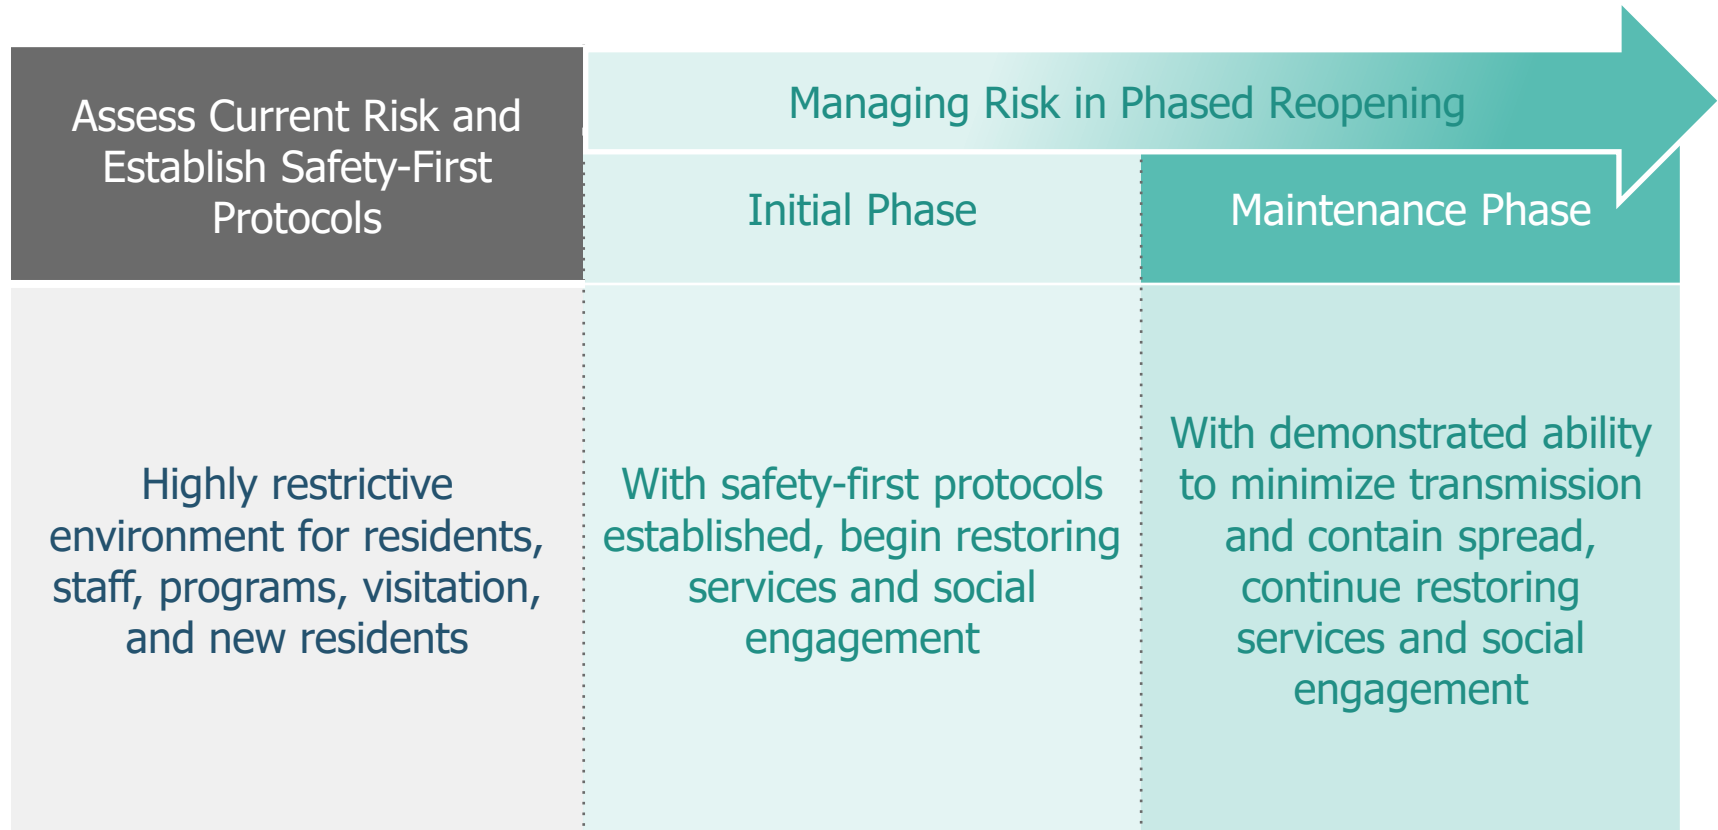 Assess Current Risk and
Establish Safety-First
Protocols
Managing Risk in Phased Reopening
Initial Phase
Maintenance Phase
Highly restrictive
environment for residents,
staff, programs, visitation,
and new residents
With safety-first protocols
established, begin restoring
services and social
engagement
With demonstrated ability
to minimize transmission
and contain spread,
continue restoring
services and social
engagement